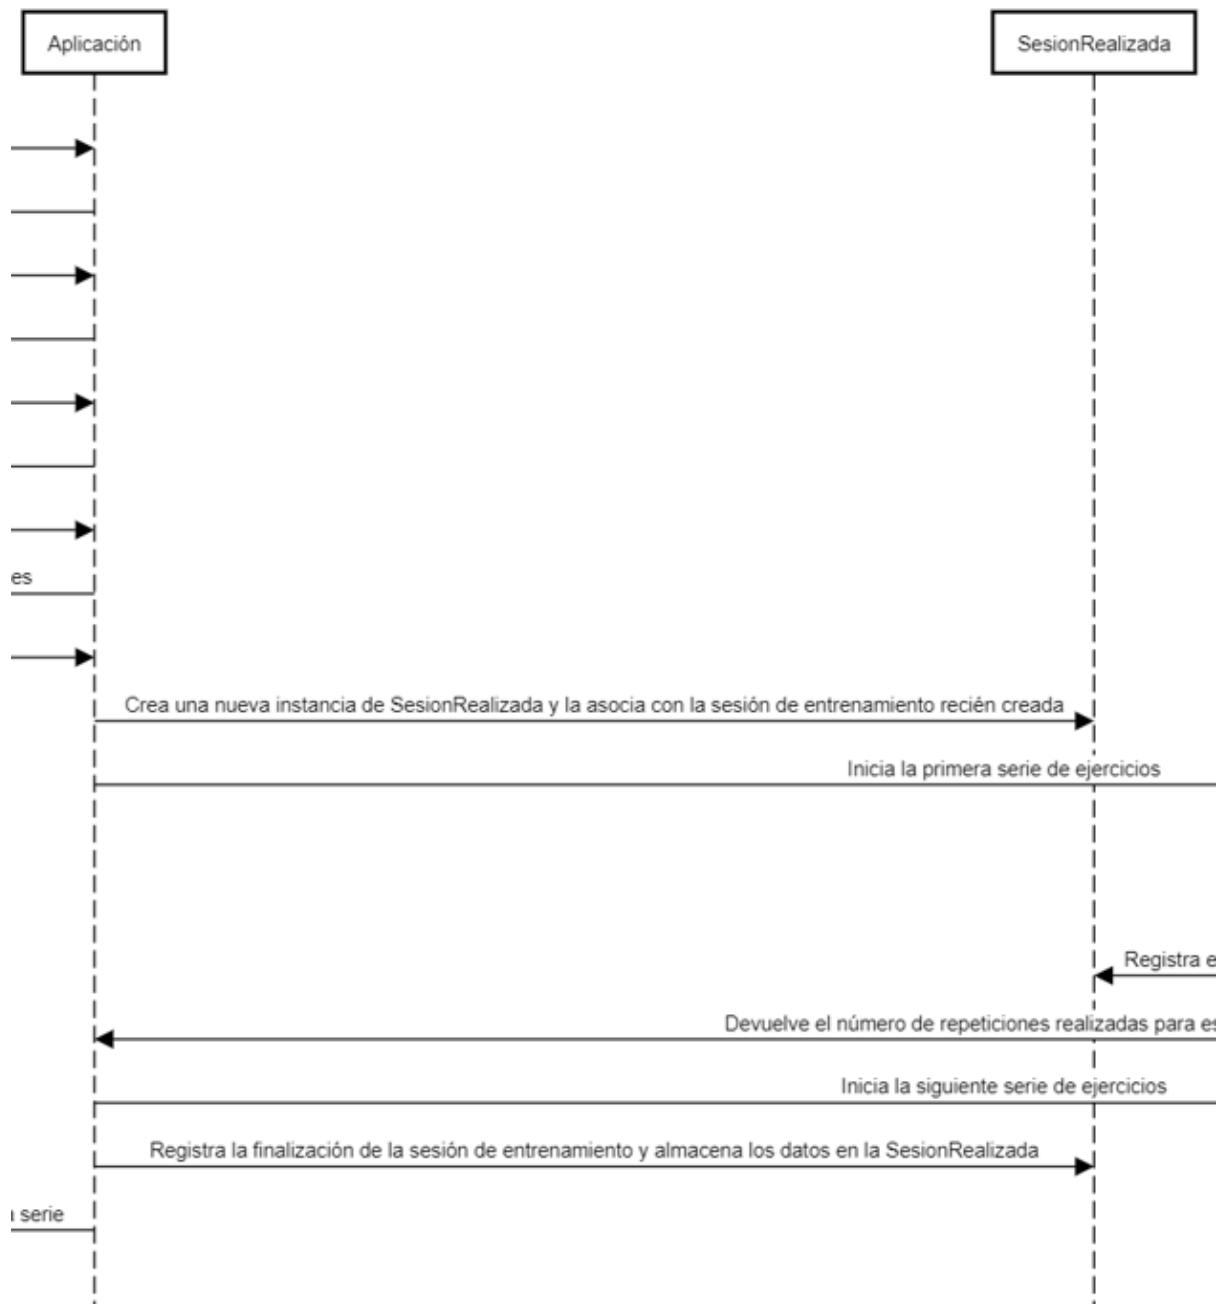 Aplicación
SesionRealizada
es
Crea una nueva instancia de SesionRealizada y la asocia con la sesión de entrenamiento recién creada
Inicia la primera serie de ejercicios
Registra e
Devuelve el número de repeticiones realizadas para es
Inicia la siguiente serie de ejercicios
Registra la finalización de la sesión de entrenamiento y almacena los datos en la SesionRealizada
serie